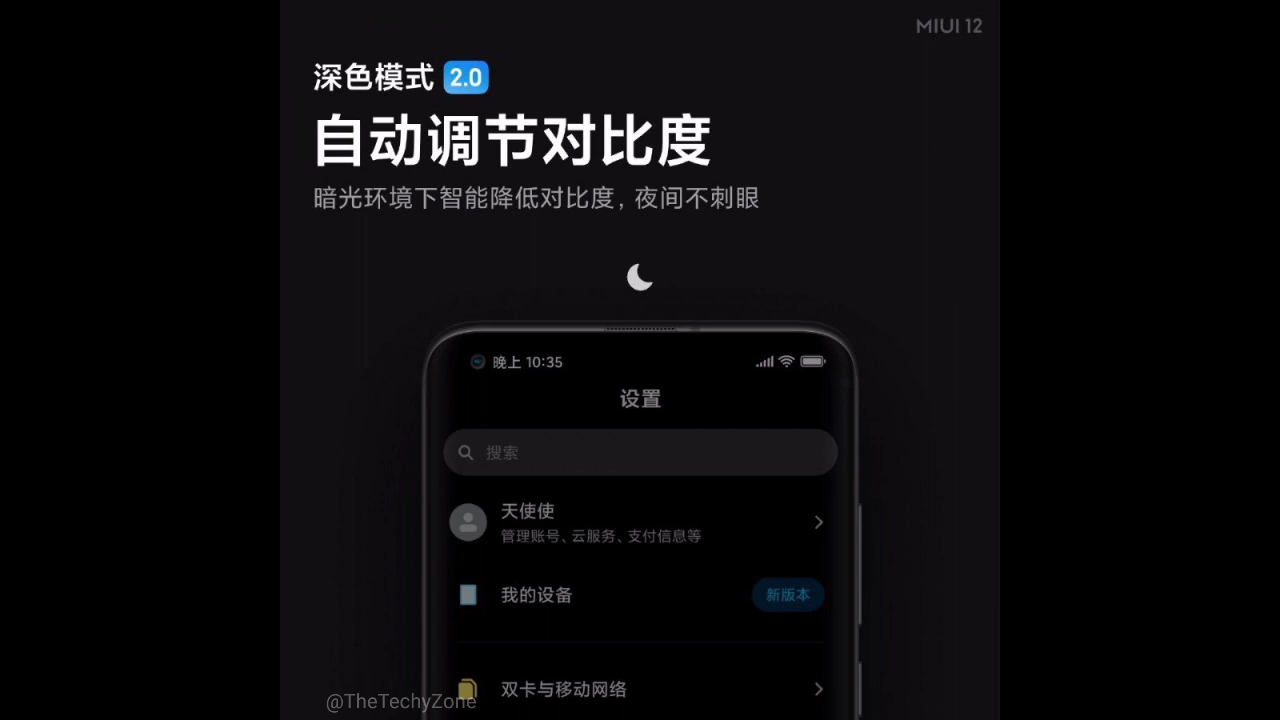 MIUI 12
深色模式 2.0
自动调节对比度
暗光环境下智能降低对比度，夜间不刺眼
晚上 10:35
设置
搜索
天使使
管理账号、云服务、支付信息等
我的设备 新版本
双卡与移动网络
@TheTechyZone